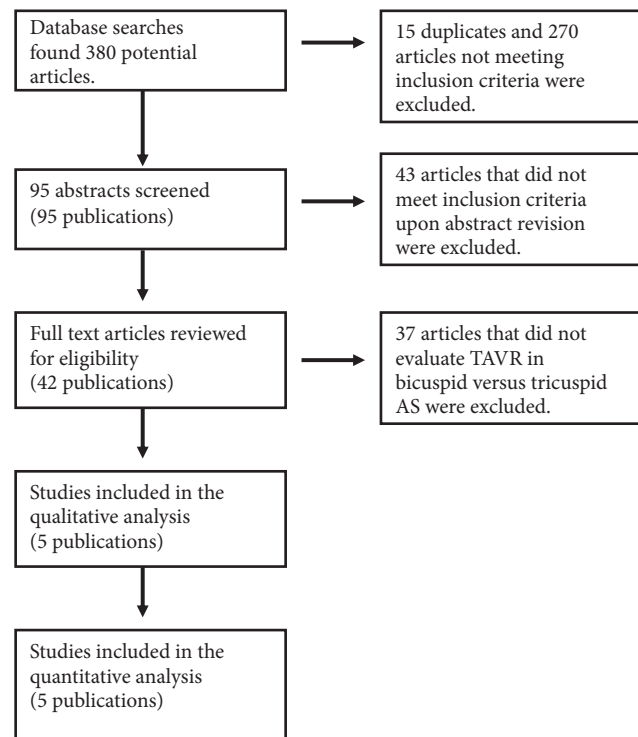 Database searches
found 380 potential
articles.
15 duplicates and 270
articles not meeting
inclusion criteria were
excluded.
95 abstracts screened
(95 publications)
43 articles that did not
meet inclusion criteria
upon abstract revision
were excluded.
Full text articles reviewed
for eligibility
(42 publications)
37 articles that did not
evaluate TAVR in
bicuspid versus tricuspid
AS were excluded.
Studies included in the
qualitative analysis
(5 publications)
Studies included in the
quantitative analysis
(5 publications)